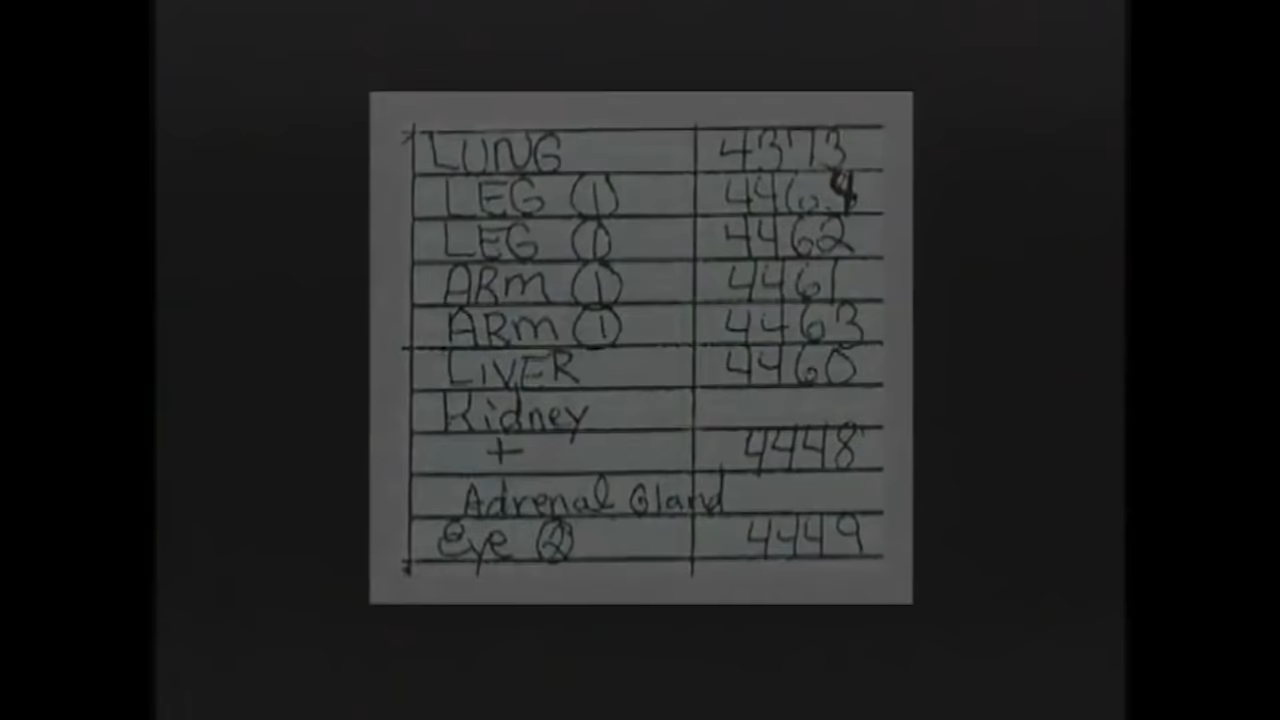 LUNG 4373
LEG ① 4464
LEG ① 4462
ARM ① 4461
ARM ① 4463
LIVER 4460
Kidney
+ 4448
Adrenal Gland
Eye ② 4449